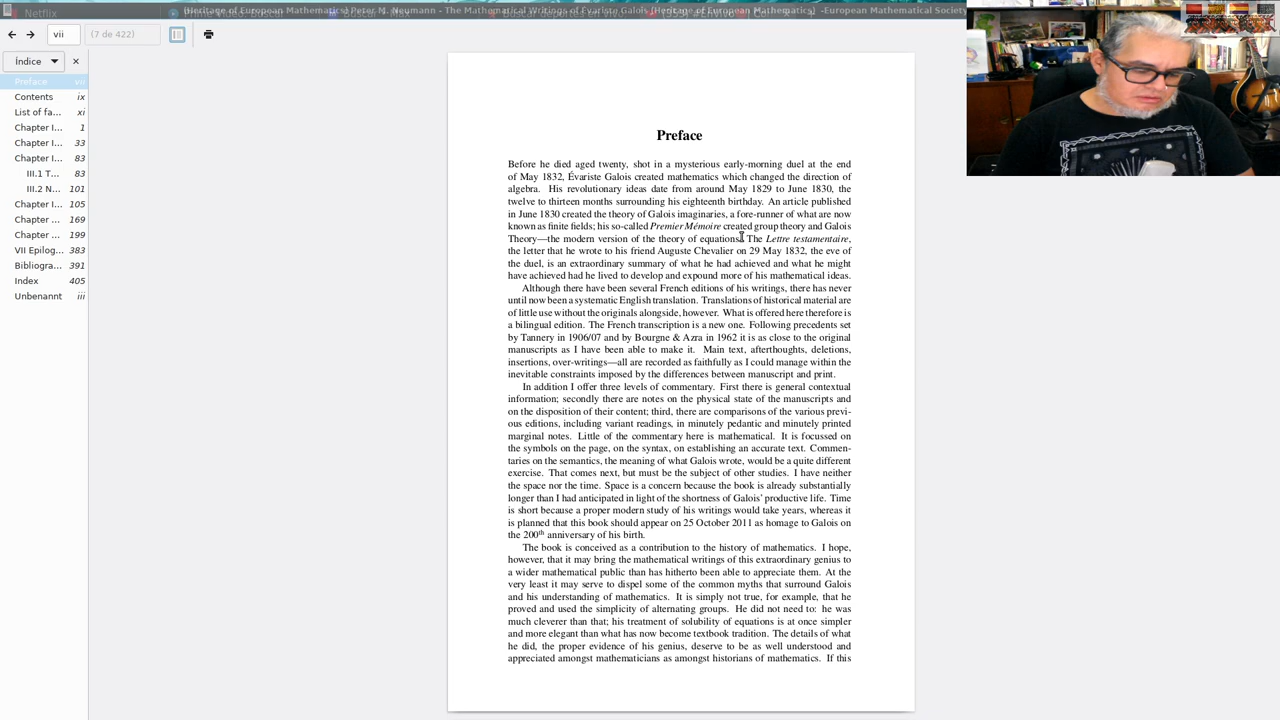 (Heritage of European Mathematics) Peter M. Neumann - The Mathematical Writings of Évariste Galois (Heritage of European Mathematics) -European Mathematical Society
vii
(7 de 422)
Índice
Preface vii
Contents ix
List of fa... xi
Chapter I... 1
Chapter I... 33
Chapter I... 83
III.1 T... 83
III.2 N... 101
Chapter I... 105
Chapter ... 169
Chapter ... 199
VII Epilog... 383
Bibliogra... 391
Index 405
Unbenannt iii
Preface
Before he died aged twenty, shot in a mysterious early-morning duel at the end
of May 1832, Évariste Galois created mathematics which changed the direction of
algebra. His revolutionary ideas date from around May 1829 to June 1830, the
twelve to thirteen months surrounding his eighteenth birthday. An article published
in June 1830 created the theory of Galois imaginaries, a fore-runner of what are now
known as finite fields; his so-called Premier Mémoire created group theory and Galois
Theory—the modern version of the theory of equations. The Lettre testamentaire,
the letter that he wrote to his friend Auguste Chevalier on 29 May 1832, the eve of
the duel, is an extraordinary summary of what he had achieved and what he might
have achieved had he lived to develop and expound more of his mathematical ideas.
Although there have been several French editions of his writings, there has never
until now been a systematic English translation. Translations of historical material are
of little use without the originals alongside, however. What is offered here therefore is
a bilingual edition. The French transcription is a new one. Following precedents set
by Tannery in 1906/07 and by Bourgne & Azra in 1962 it is as close to the original
manuscripts as I have been able to make it. Main text, afterthoughts, deletions,
insertions, over-writings—all are recorded as faithfully as I could manage within the
inevitable constraints imposed by the differences between manuscript and print.
In addition I offer three levels of commentary. First there is general contextual
information; secondly there are notes on the physical state of the manuscripts and
on the disposition of their content; third, there are comparisons of the various previ-
ous editions, including variant readings, in minutely pedantic and minutely printed
marginal notes. Little of the commentary here is mathematical. It is focussed on
the symbols on the page, on the syntax, on establishing an accurate text. Commen-
taries on the semantics, the meaning of what Galois wrote, would be a quite different
exercise. That comes next, but must be the subject of other studies. I have neither
the space nor the time. Space is a concern because the book is already substantially
longer than I had anticipated in light of the shortness of Galois' productive life. Time
is short because a proper modern study of his writings would take years, whereas it
is planned that this book should appear on 25 October 2011 as homage to Galois on
the 200th anniversary of his birth.
The book is conceived as a contribution to the history of mathematics. I hope,
however, that it may bring the mathematical writings of this extraordinary genius to
a wider mathematical public than has hitherto been able to appreciate them. At the
very least it may serve to dispel some of the common myths that surround Galois
and his understanding of mathematics. It is simply not true, for example, that he
proved and used the simplicity of alternating groups. He did not need to: he was
much cleverer than that; his treatment of solubility of equations is at once simpler
and more elegant than what has now become textbook tradition. The details of what
he did, the proper evidence of his genius, deserve to be as well understood and
appreciated amongst mathematicians as amongst historians of mathematics. If this